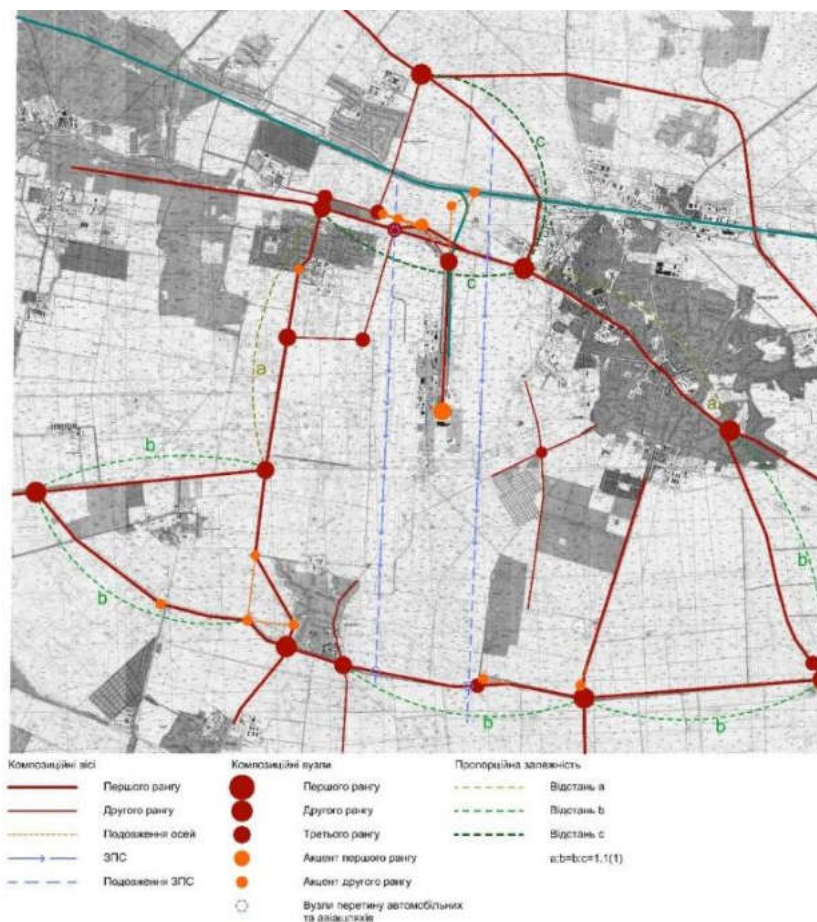 c
c
a
a
b
b
b
b
b
Композиційні вісі
Першого рангу
Другого рангу
Подовження осей
ЗПС
Подовження ЗПС
Композиційні вузли
Першого рангу
Другого рангу
Третього рангу
Акцент першого рангу
Акцент другого рангу
Вузли перетину автомобільних
та авіашляхів
Пропорційна залежність
Відстань а
Відстань b
Відстань с
a:b=b:c=1.1(1)